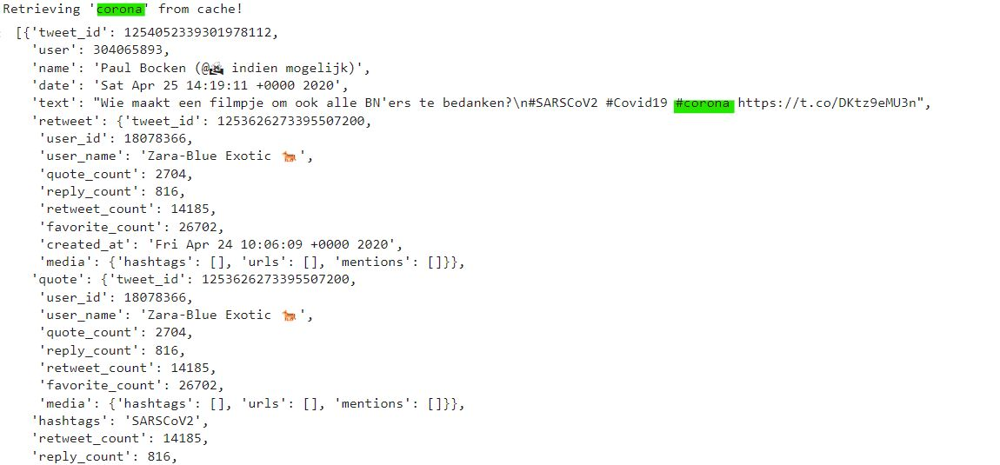 Retrieving 'corona' from cache!
[{'tweet_id': 1254052339301978112,
'user': 304065893,
'name': 'Paul Bocken (@ indien mogelijk)',
'date': 'Sat Apr 25 14:19:11 +0000 2020',
'text': "Wie maakt een filmpje om ook alle BN'ers te bedanken?\n#SARSCoV2 #Covid19 #corona https://t.co/DKtz9eMU3n",
'retweet': {'tweet_id': 1253626273395507200,
'user_id': 18078366,
'user_name': 'Zara-Blue Exotic 🐅',
'quote_count': 2704,
'reply_count': 816,
'retweet_count': 14185,
'favorite_count': 26702,
'created_at': 'Fri Apr 24 10:06:09 +0000 2020',
'media': {'hashtags': [], 'urls': [], 'mentions': []}},
'quote': {'tweet_id': 1253626273395507200,
'user_id': 18078366,
'user_name': 'Zara-Blue Exotic 🐅',
'quote_count': 2704,
'reply_count': 816,
'retweet_count': 14185,
'favorite_count': 26702,
'media': {'hashtags': [], 'urls': [], 'mentions': []}},
'hashtags': 'SARSCoV2',
'retweet_count': 14185,
'reply_count': 816,